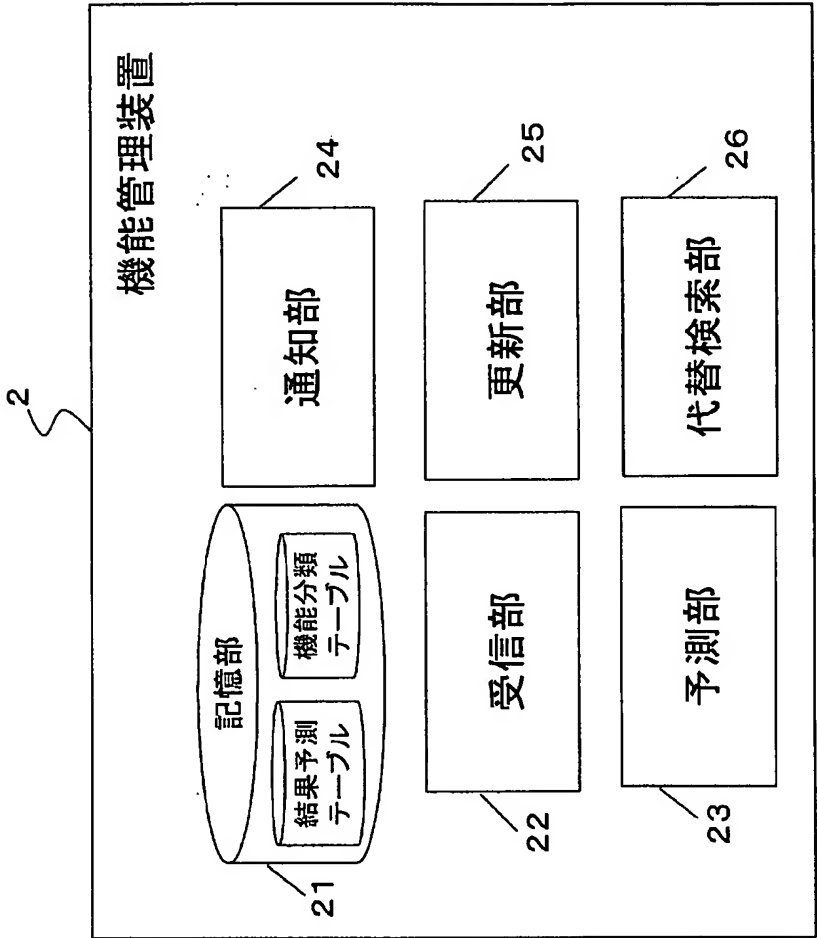 2
機能管理装置
記憶部
結果予測
テーブル
機能分類
テーブル
21
通知部
24
受信部
22
更新部
25
予測部
23
代替検索部
26